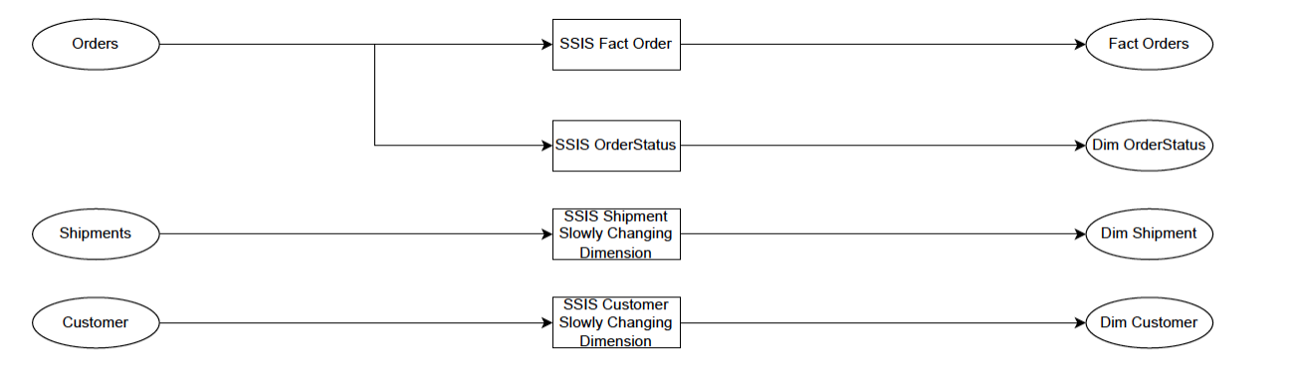 Orders
SSIS Fact Order
Fact Orders
SSIS OrderStatus
Dim OrderStatus
Shipments
SSIS Shipment
Slowly Changing
Dimension
Dim Shipment
Customer
SSIS Customer
Slowly Changing
Dimension
Dim Customer